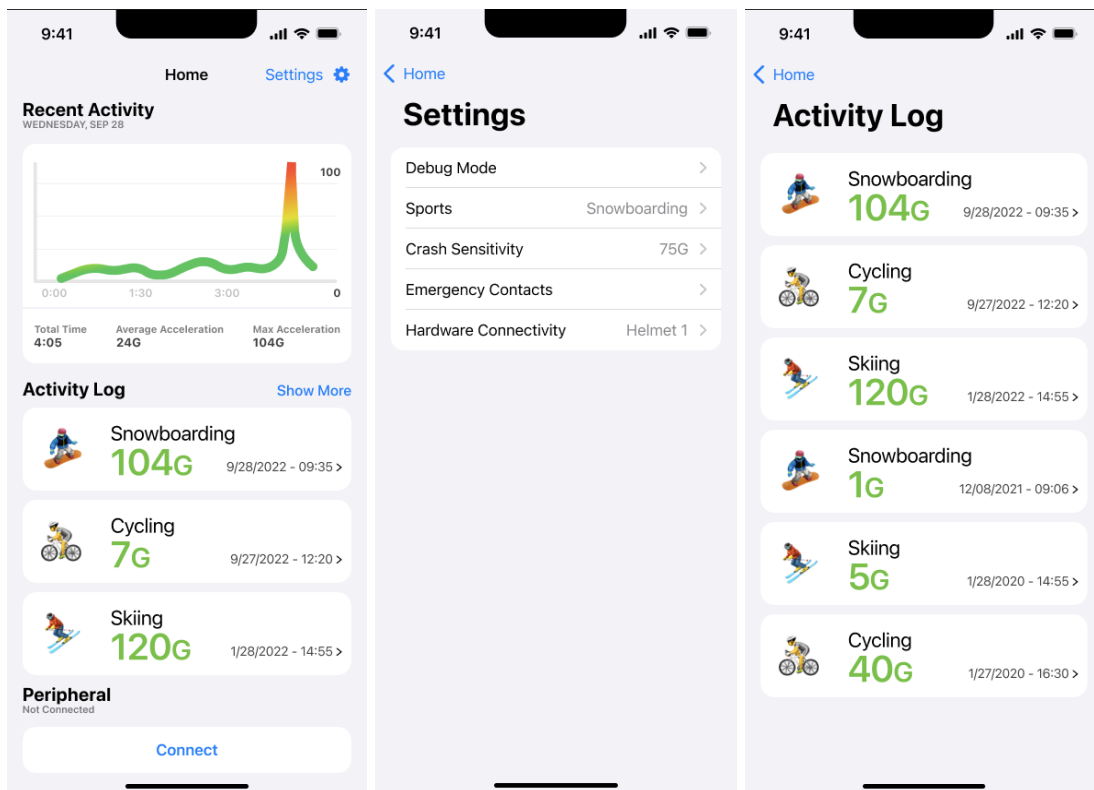 9:41
Home
Settings
Recent Activity
WEDNESDAY, SEP 28
100
0:00 1:30 3:00 0
Total Time Average Acceleration Max Acceleration
4:05 24G 104G
Activity Log Show More
Snowboarding
104G 9/28/2022 - 09:35 >
Cycling
7G 9/27/2022 - 12:20 >
Skiing
120G 1/28/2022 - 14:55 >
Peripheral
Not Connected
Connect
9:41
Home
Settings
Debug Mode
Sports Snowboarding
Crash Sensitivity 75G
Emergency Contacts
Hardware Connectivity Helmet 1
9:41
Home
Activity Log
Snowboarding
104G 9/28/2022 - 09:35 >
Cycling
7G 9/27/2022 - 12:20 >
Skiing
120G 1/28/2022 - 14:55 >
Snowboarding
1G 12/08/2021 - 09:06 >
Skiing
5G 1/28/2020 - 14:55 >
Cycling
40G 1/27/2020 - 16:30 >